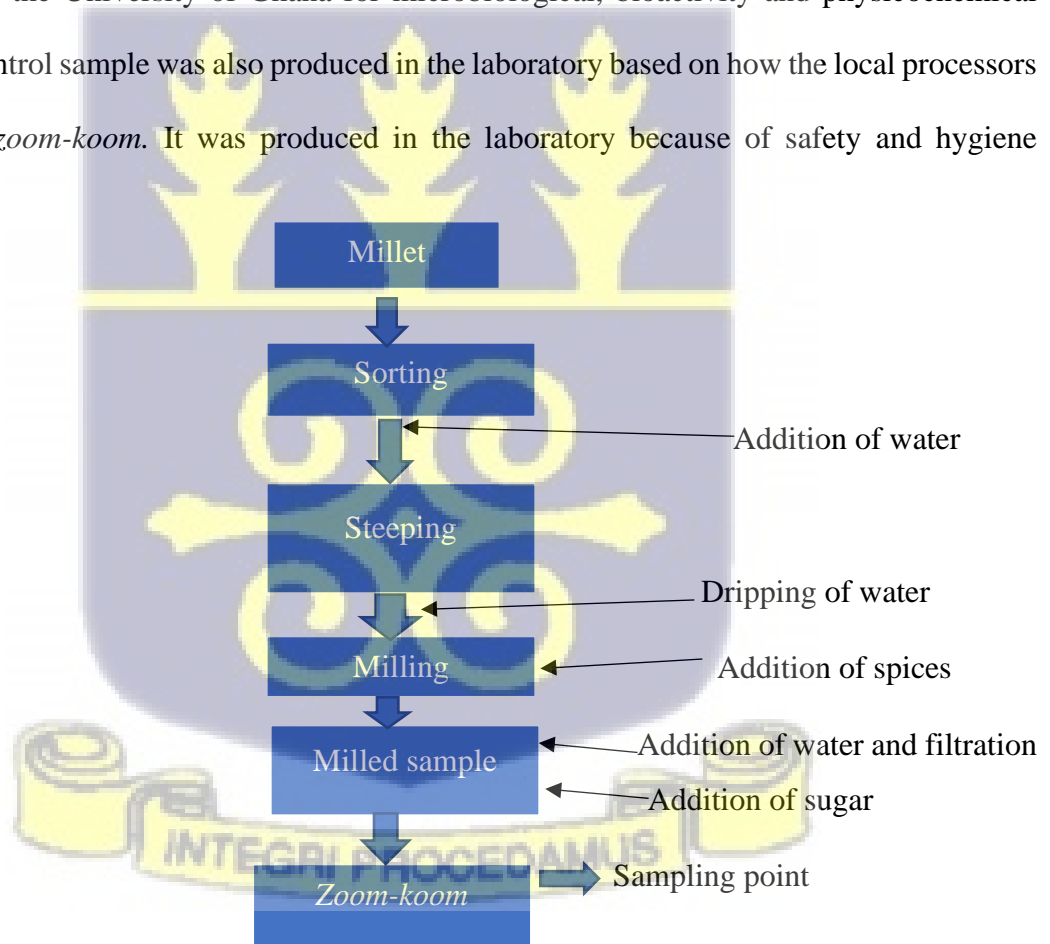 the University of Ghana for microbiological, bioactivity and physicochemical
ntrol sample was also produced in the laboratory based on how the local processors
zoom-koom. It was produced in the laboratory because of safety and hygiene
Millet
Sorting
Addition of water
Steeping
Dripping of water
Milling
Addition of spices
Milled sample
Addition of water and filtration
Addition of sugar
INTEGRI PROCEDAMUS
Zoom-koom
Sampling point